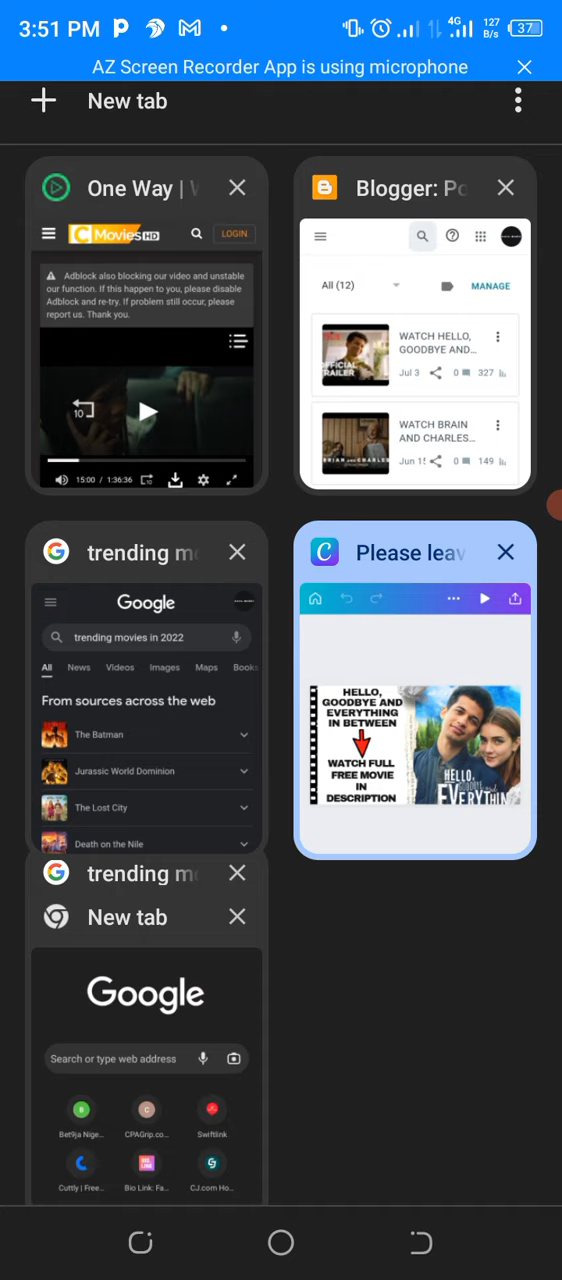 3:51 PM
4G
127
B/s
37
AZ Screen Recorder App is using microphone
New tab
One Way |
C Movies HD
LOGIN
Adblock also blocking our video and unstable
our function. If this happen to you, please disable
Adblock and re-try. If problem still occur, please
report us. Thank you.
10
15:00 / 1:36:36
Blogger: Po
All (12)
MANAGE
WATCH HELLO,
GOODBYE AND...
Jul 3
0
327
WATCH BRAIN
AND CHARLES...
0
149
trending mo
Google
trending movies in 2022
All News Videos Images Maps Books
From sources across the web
The Batman
Jurassic World Dominion
The Lost City
Death on the Nile
Please leav
HELLO,
GOODBYE AND
EVERYTHING
IN BETWEEN
WATCH FULL
FREE MOVIE
IN
DESCRIPTION
HELLO,
GOODBYE AND
EVERYTHIN
trending mo
New tab
Google
Search or type web address
Bet9ja Nige... CPAGrip.co... Swiftlink
Cuttly | Free... Bio Link: Fa... CJ.com Ho...